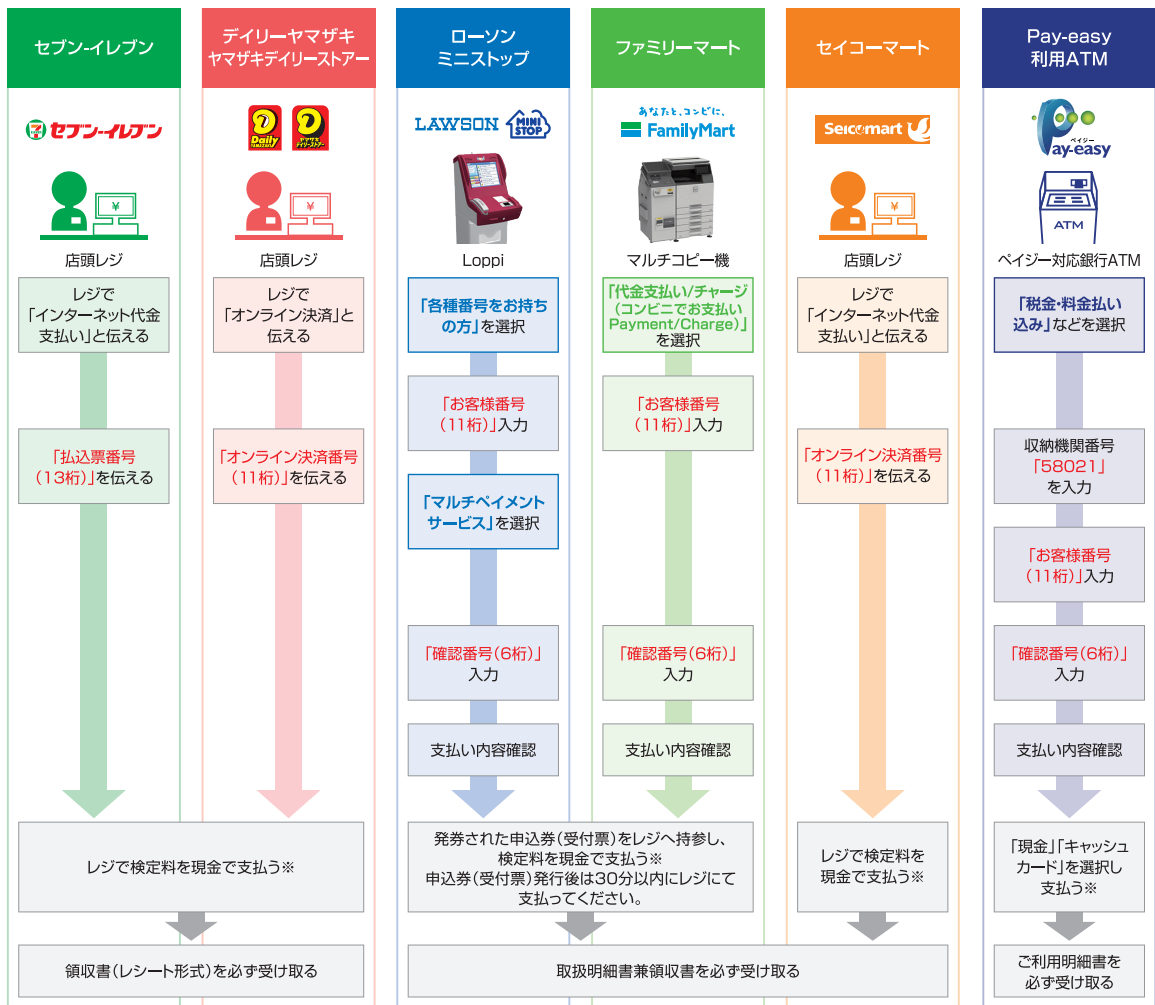 セブン-イレブン
デイリーヤマザキ
ヤマザキデイリーストアー
ローソン
ミニストップ
ファミリーマート
セイコーマート
Pay-easy
利用ATM
セブン-イレブン
Daily
YAMAZAKI
ヤマザキ
デイリーストアー
LAWSON
MINI
STOP
あなたと、コンビに、
FamilyMart
Seicomart
ペイジー
Pay-easy
¥
¥
¥
ATM
店頭レジ
店頭レジ
Loppi
マルチコピー機
店頭レジ
ペイジー対応銀行ATM
レジで
「インターネット代金
支払い」と伝える
レジで
「オンライン決済」と
伝える
「各種番号をお持ち
の方」を選択
「代金支払い/チャージ
(コンビニでお支払い
Payment/Charge)」
を選択
レジで
「インターネット代金
支払い」と伝える
「税金・料金払い
込み」などを選択
「お客様番号
(11桁)」入力
「お客様番号
(11桁)」入力
「払込票番号
(13桁)」を伝える
「オンライン決済番号
(11桁)」を伝える
「マルチペイメント
サービス」を選択
「オンライン決済番号
(11桁)」を伝える
収納機関番号
「58021」
を入力
「お客様番号
(11桁)」入力
「確認番号(6桁)」
入力
「確認番号(6桁)」
入力
「確認番号(6桁)」
入力
支払い内容確認
支払い内容確認
支払い内容確認
レジで検定料を現金で支払う※
発券された申込券(受付票)をレジへ持参し、
検定料を現金で支払う※
申込券(受付票)発行後は30分以内にレジにて
支払ってください。
レジで検定料を
現金で支払う※
「現金」「キャッシュ
カード」を選択し
支払う※
領収書(レシート形式)を必ず受け取る
取扱明細書兼領収書を必ず受け取る
ご利用明細書を
必ず受け取る